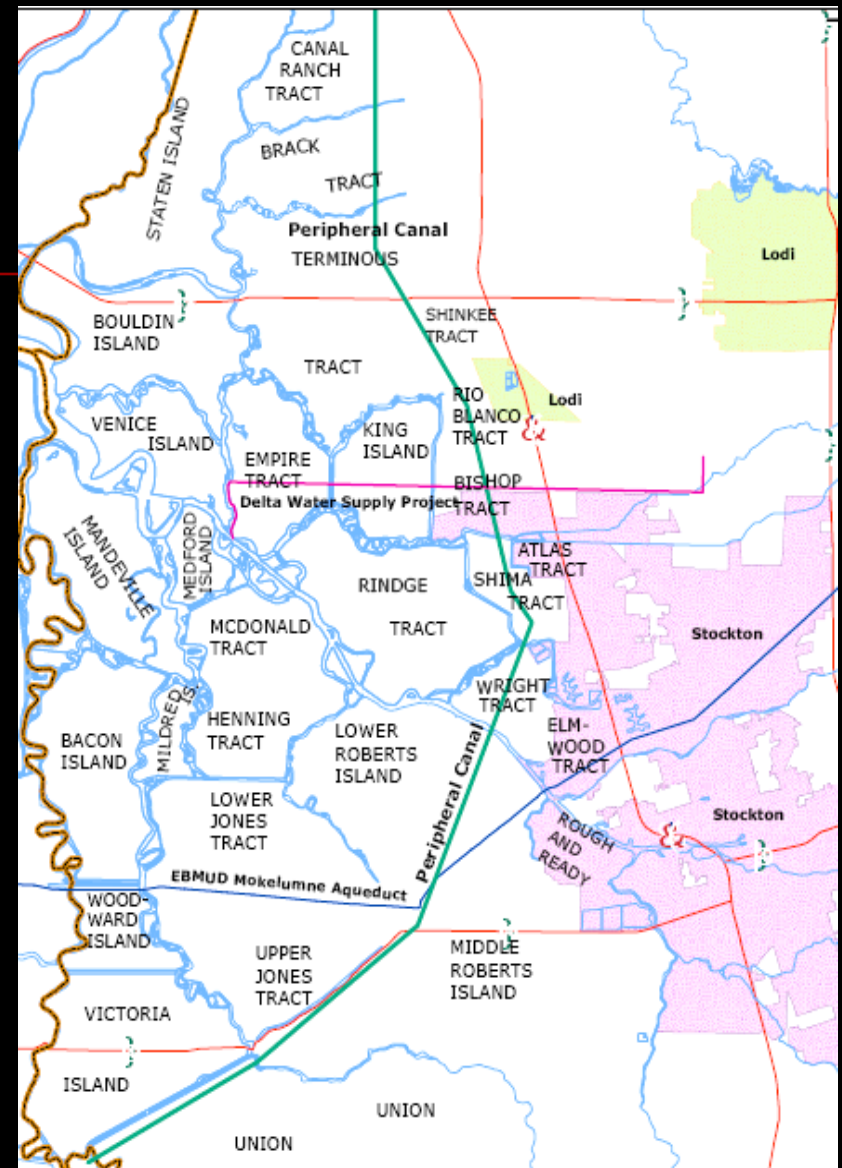 CANAL
RANCH
TRACT
STATEN ISLAND
BRACK
TRACT
Peripheral Canal
TERMINOUS
Lodi
BOULDIN
ISLAND
SHINKEE
TRACT
TRACT
RIO
BLANCO
TRACT
Lodi
VENICE
ISLAND
KING
ISLAND
EMPIRE
TRACT
BISHOP
TRACT
Delta Water Supply Project
MANDEVILLE
ISLAND
MEDFORD
ISLAND
ATLAS
TRACT
RINDGE
TRACT
SHIMA
TRACT
MCDONALD
TRACT
Stockton
WRIGHT
TRACT
MILDRED
IS.
HENNING
TRACT
BACON
ISLAND
LOWER
ROBERTS
ISLAND
ELM-
WOOD
TRACT
Peripheral Canal
LOWER
JONES
TRACT
Stockton
ROUGH
AND
READY
EBMUD Mokelumne Aqueduct
WOOD-
WARD
ISLAND
UPPER
JONES
TRACT
MIDDLE
ROBERTS
ISLAND
VICTORIA
ISLAND
UNION
UNION